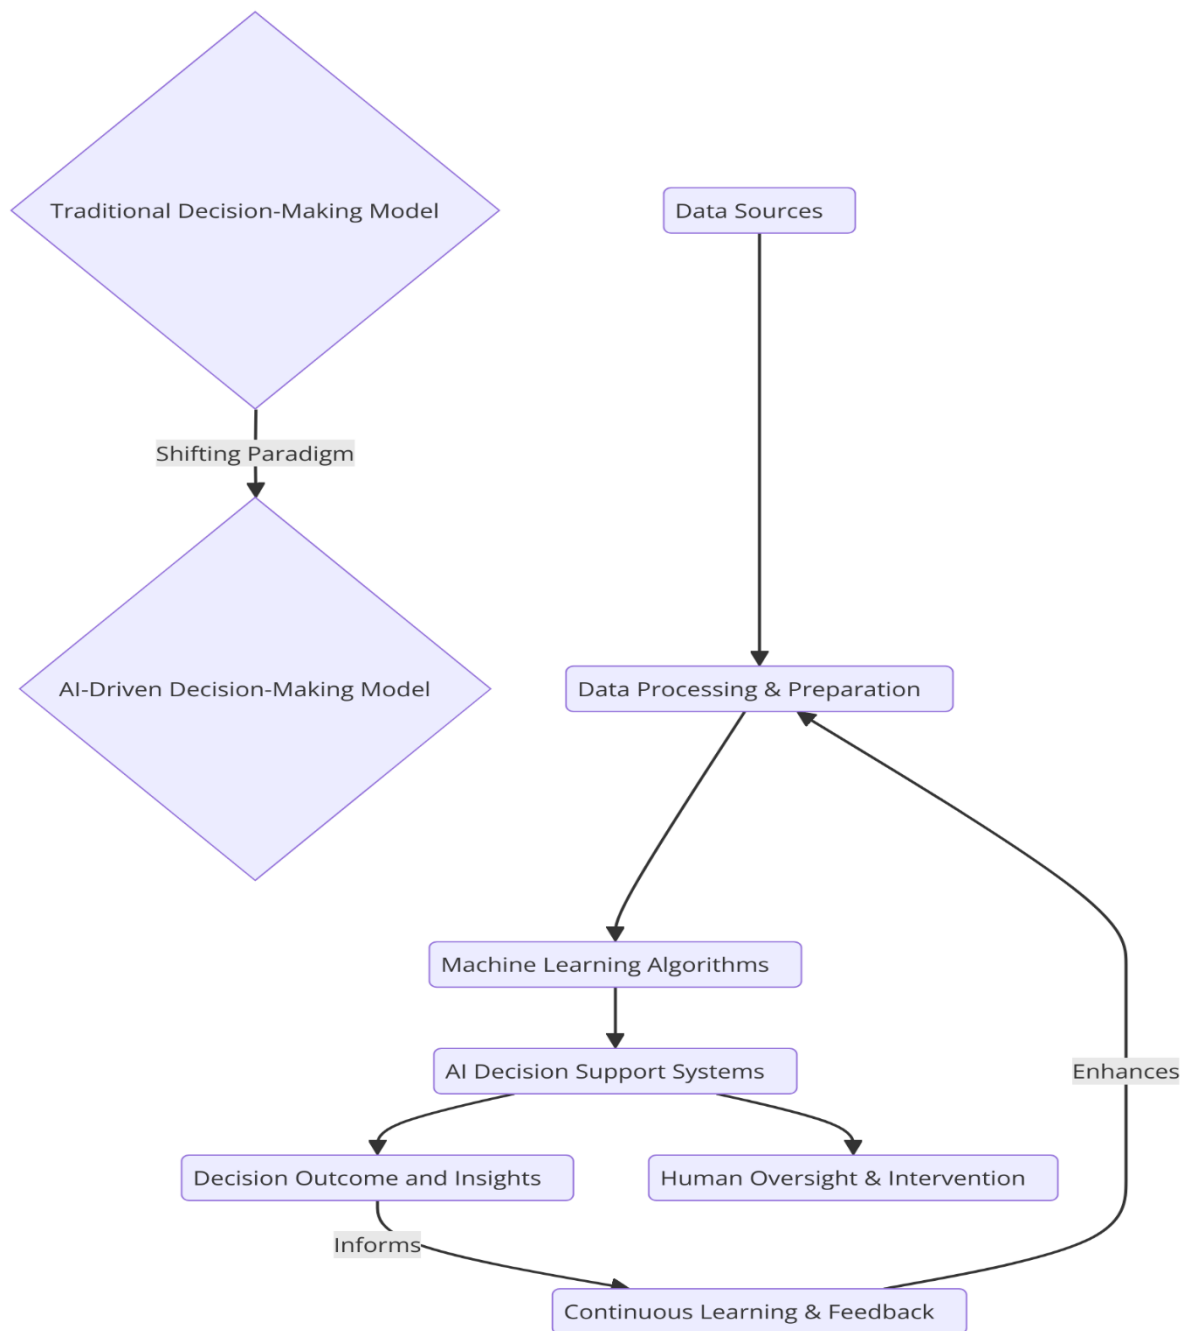 Traditional Decision-Making Model
Data Sources
Shifting Paradigm
AI-Driven Decision-Making Model
Data Processing & Preparation
Machine Learning Algorithms
AI Decision Support Systems
Enhances
Decision Outcome and Insights
Human Oversight & Intervention
Informs
Continuous Learning & Feedback